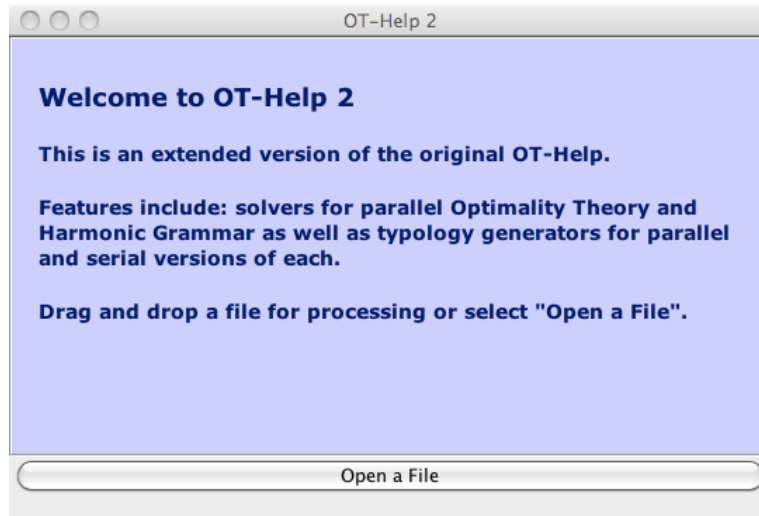 OT-Help 2
Welcome to OT-Help 2
This is an extended version of the original OT-Help.
Features include: solvers for parallel Optimality Theory and
Harmonic Grammar as well as typology generators for parallel
and serial versions of each.
Drag and drop a file for processing or select "Open a File".
Open a File